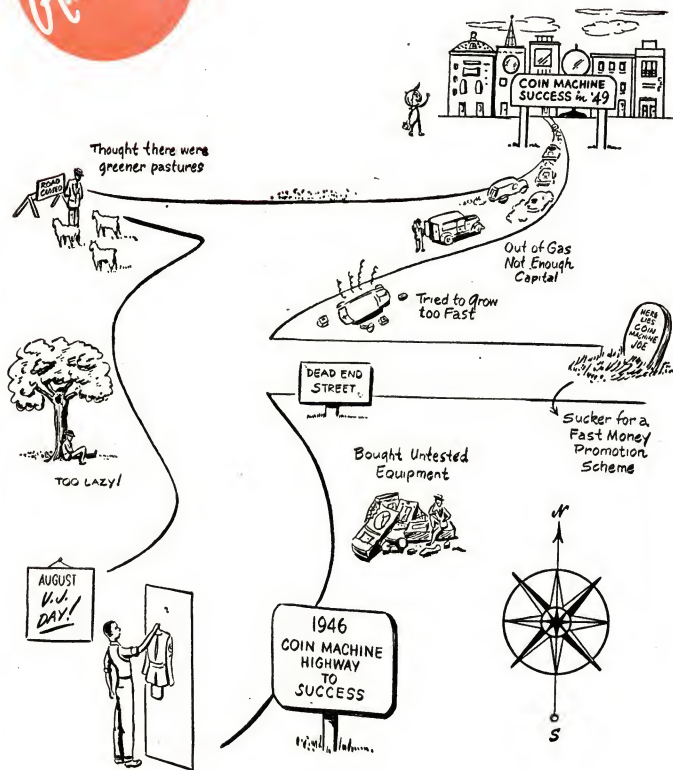 COIN MACHINE
SUCCESS in '49
Thought there were
greener pastures
ROAD
CLOSED
Out of Gas
Not Enough
Capital
Tried to Grow
too Fast
HERE
LIES
COIN
MACHINE
JOE
DEAD END
STREET
Sucker for a
Fast Money
Promotion
Scheme
TOO LAZY!
Bought Untested
Equipment
AUGUST
V.J.
DAY!
1946
COIN MACHINE
HIGHWAY
TO
SUCCESS
N
S